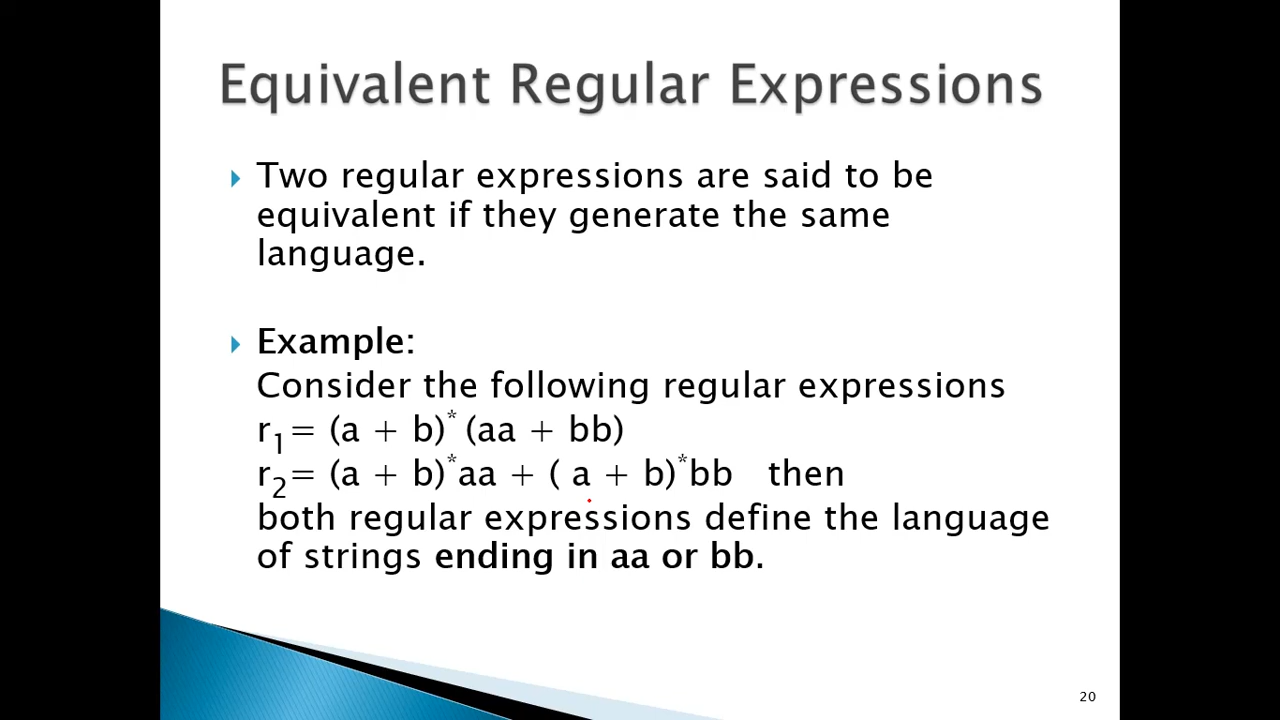 Equivalent Regular Expressions
Two regular expressions are said to be
equivalent if they generate the same
language.
Example:
Consider the following regular expressions
r₁= (a + b)* (aa + bb)
r₂= (a + b)*aa + ( a + b)*bb then
both regular expressions define the language
of strings ending in aa or bb.
20